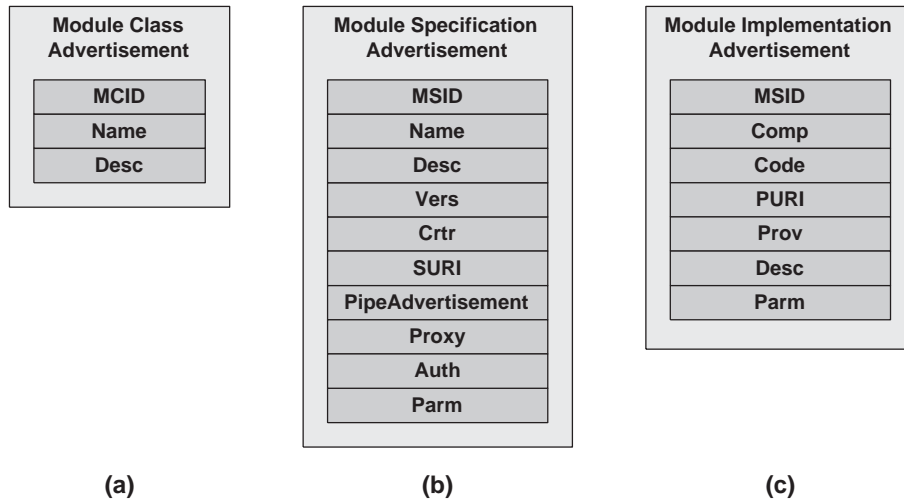 Module Class
Advertisement
MCID
Name
Desc
(a)
Module Specification
Advertisement
MSID
Name
Desc
Vers
Crtr
SURI
PipeAdvertisement
Proxy
Auth
Parm
(b)
Module Implementation
Advertisement
MSID
Comp
Code
PURI
Prov
Desc
Parm
(c)